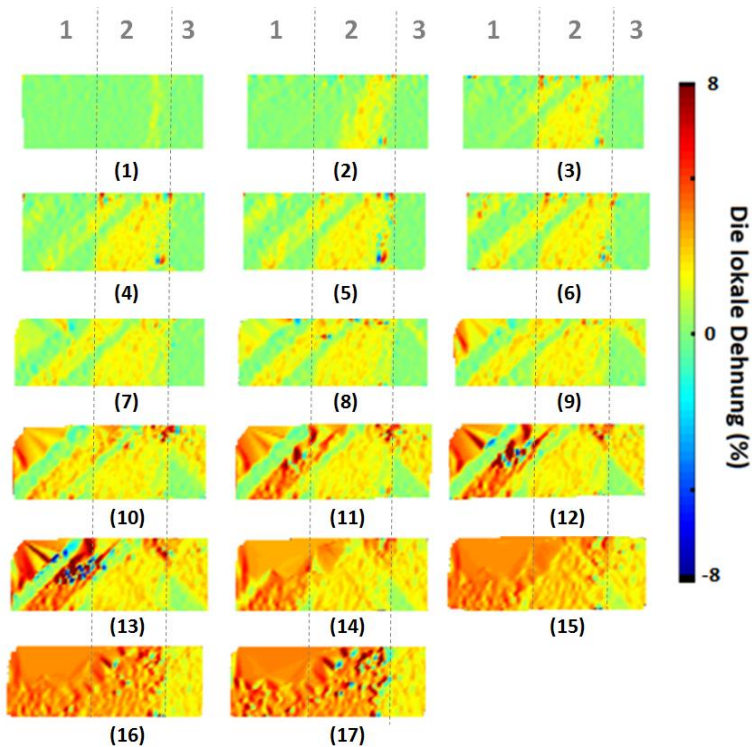 1 2 3 1 2 3 1 2 3
(1) (2) (3)
(4) (5) (6)
(7) (8) (9)
(10) (11) (12)
(13) (14) (15)
(16) (17)
8
0
-8
Die lokale Dehnung (%)